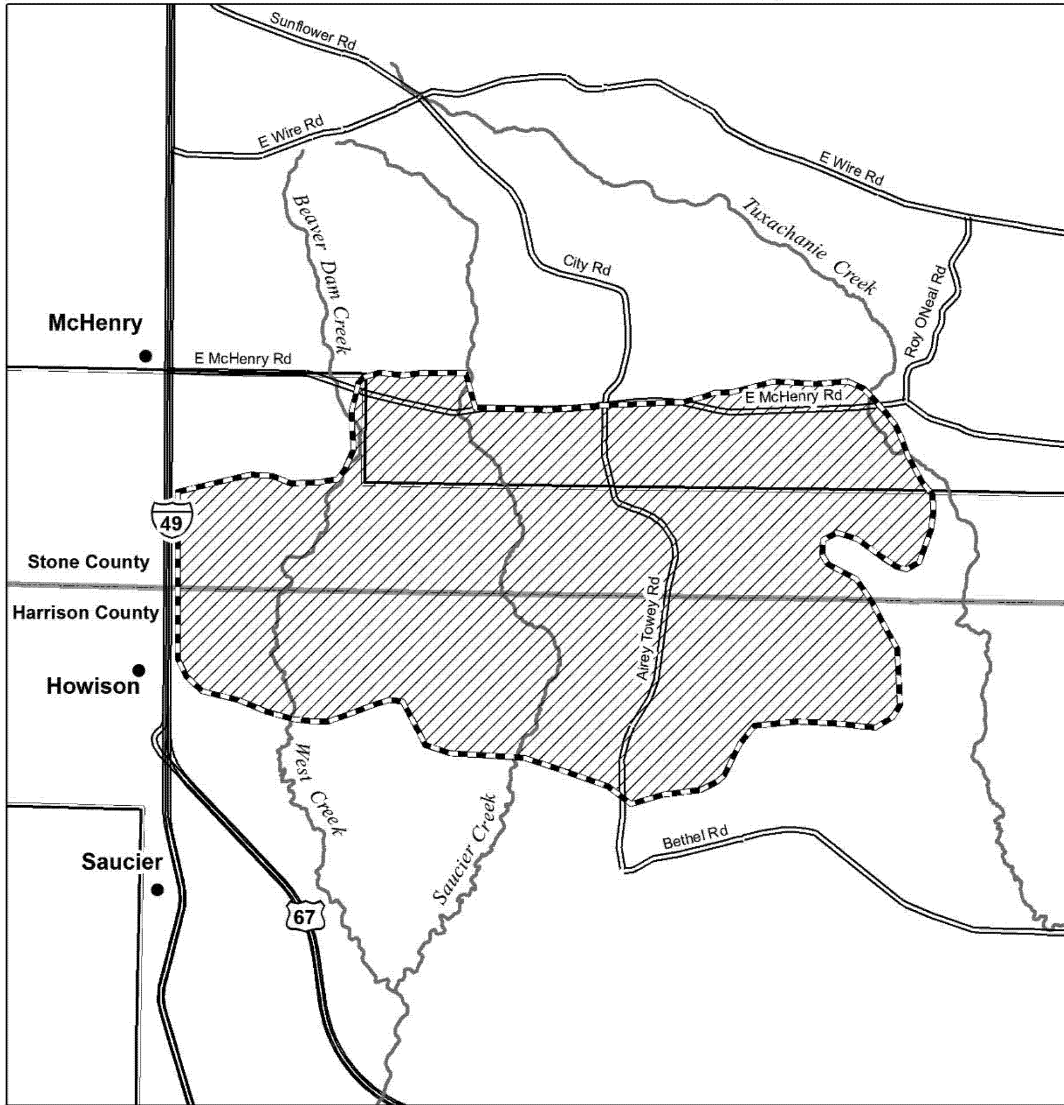 Sunflower Rd
E Wire Rd
E Wire Rd
Beaver Dam Creek
Tuxachanie Creek
City Rd
Roy ONeal Rd
McHenry
E McHenry Rd
E McHenry Rd
49
Stone County
Harrison County
Airey Towey Rd
Howison
West Creek
Saucier Creek
Bethel Rd
Saucier
67